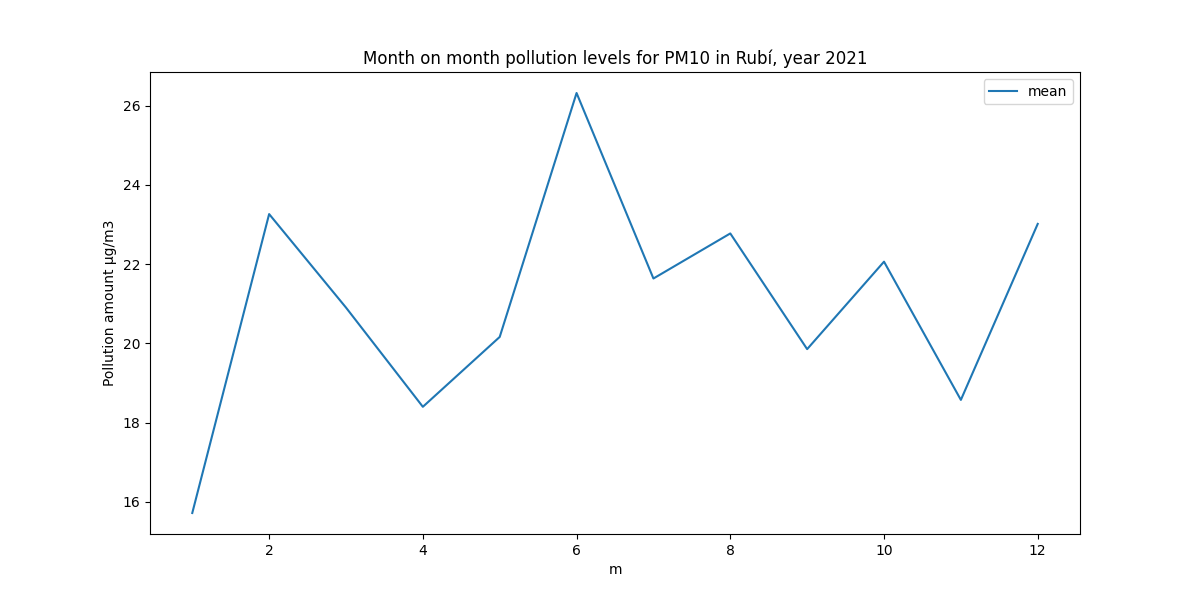 Month on month pollution levels for PM10 in Rubí, year 2021
mean
Pollution amount µg/m3
26
24
22
20
18
16
2 4 6 8 10 12
m